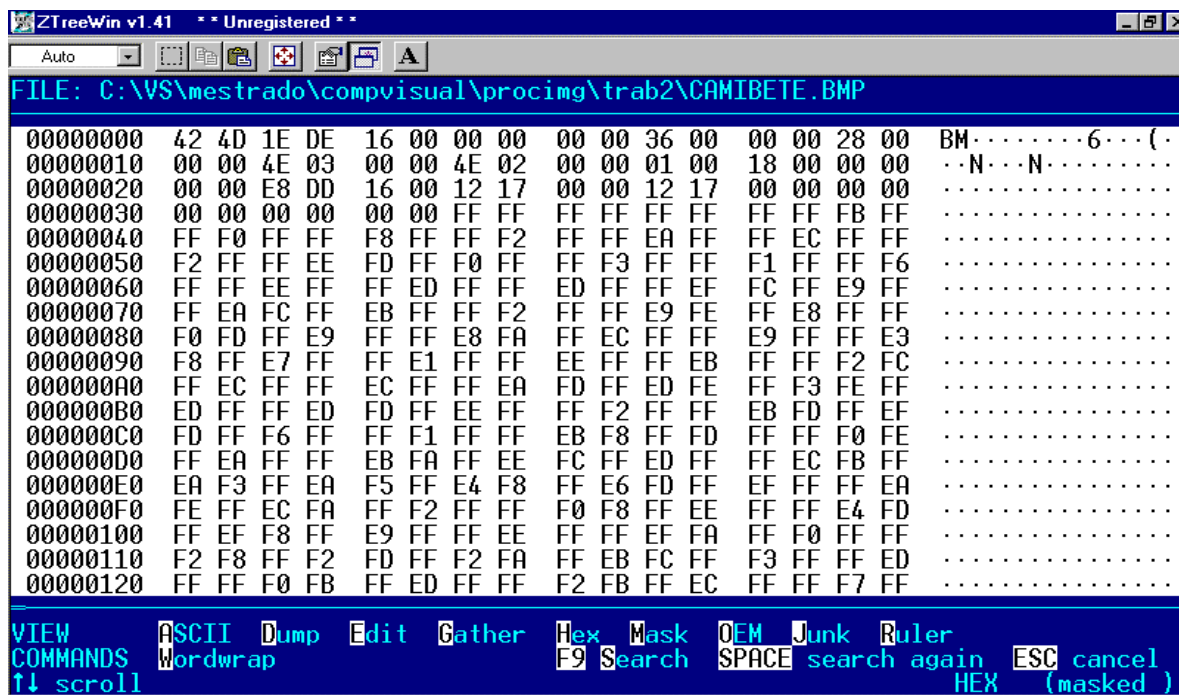 ZTreeWin v1.41 * * Unregistered * *
Auto A
FILE: C:\VS\mestrado\compvisual\procimg\trab2\CAMIBETE.BMP
00000000 42 4D 1E DE 16 00 00 00 00 00 36 00 00 00 28 00 BM·········6···(·
00000010 00 00 4E 03 00 00 4E 02 00 00 01 00 18 00 00 00 ··N···N·········
00000020 00 00 E8 DD 16 00 12 17 00 00 12 17 00 00 00 00 ················
00000030 00 00 00 00 00 00 FF FF FF FF FF FF FF FF FB FF ················
00000040 FF F0 FF FF F8 FF FF F2 FF FF EA FF FF EC FF FF ················
00000050 F2 FF FF EE FD FF F0 FF FF F3 FF FF F1 FF FF F6 ················
00000060 FF FF EE FF FF ED FF FF ED FF FF EF FC FF E9 FF ················
00000070 FF EA FC FF EB FF FF F2 FF FF E9 FE FF E8 FF FF ················
00000080 F0 FD FF E9 FF FF E8 FA FF EC FF FF E9 FF FF E3 ················
00000090 F8 FF E7 FF FF E1 FF FF EE FF FF EB FF FF F2 FC ················
000000A0 FF EC FF FF EC FF FF EA FD FF ED FE FF F3 FE FF ················
000000B0 ED FF FF ED FD FF EE FF FF F2 FF FF EB FD FF EF ················
000000C0 FD FF F6 FF FF F1 FF FF EB F8 FF FD FF FF F0 FE ················
000000D0 FF EA FF FF EB FA FF EE FC FF ED FF FF EC FB FF ················
000000E0 EA F3 FF EA F5 FF E4 F8 FF E6 FD FF EF FF FF EA ················
000000F0 FE FF EC FA FF F2 FF FF F0 F8 FF EE FF FF E4 FD ················
00000100 FF EF F8 FF E9 FF FF EE FF FF EF FA FF F0 FF FF ················
00000110 F2 F8 FF F2 FD FF F2 FA FF EB FC FF F3 FF FF ED ················
00000120 FF FF F0 FB FF ED FF FF F2 FB FF EC FF FF F7 FF ················
VIEW ASCII Dump Edit Gather Hex Mask OEM Junk Ruler
COMMANDS Wordwrap F9 Search SPACE search again ESC cancel
↑↓ scroll HEX (masked )